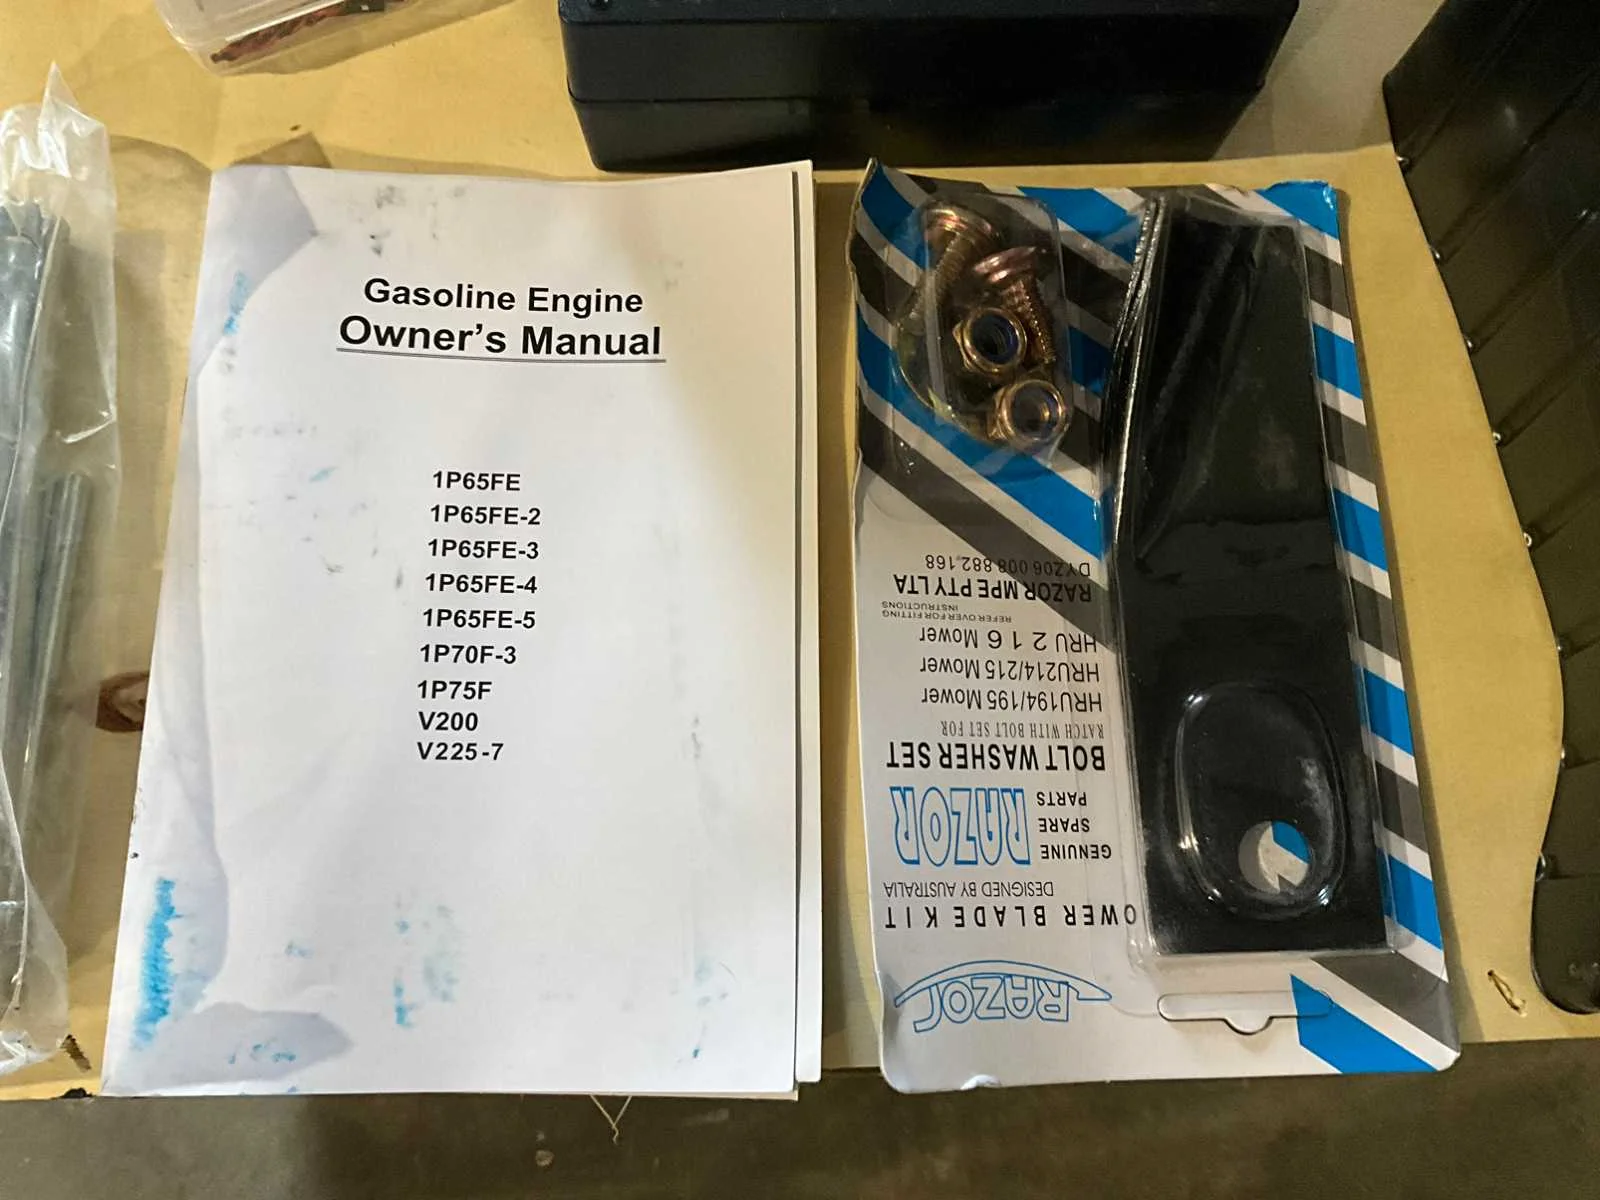 Gasoline Engine
Owner's Manual
1P65FE
1P65FE-2
1P65FE-3
1P65FE-4
1P65FE-5
1P70F-3
1P75F
V200
V225-7
RAZOR
OWER BLADE KIT
DESIGNED BY AUSTRALIA
GENUINE
SPARE
PARTS
RAZOR
BOLT WASHER SET
RATCH WITH BOLT SET FOR
HRU194/195 Mower
HRU214/215 Mower
HRU 2 1 6 Mower
REFER OVER FOR FITTING
INSTRUCTIONS
RAZOR MPE PTY LTA
DYZ06 008 882.168